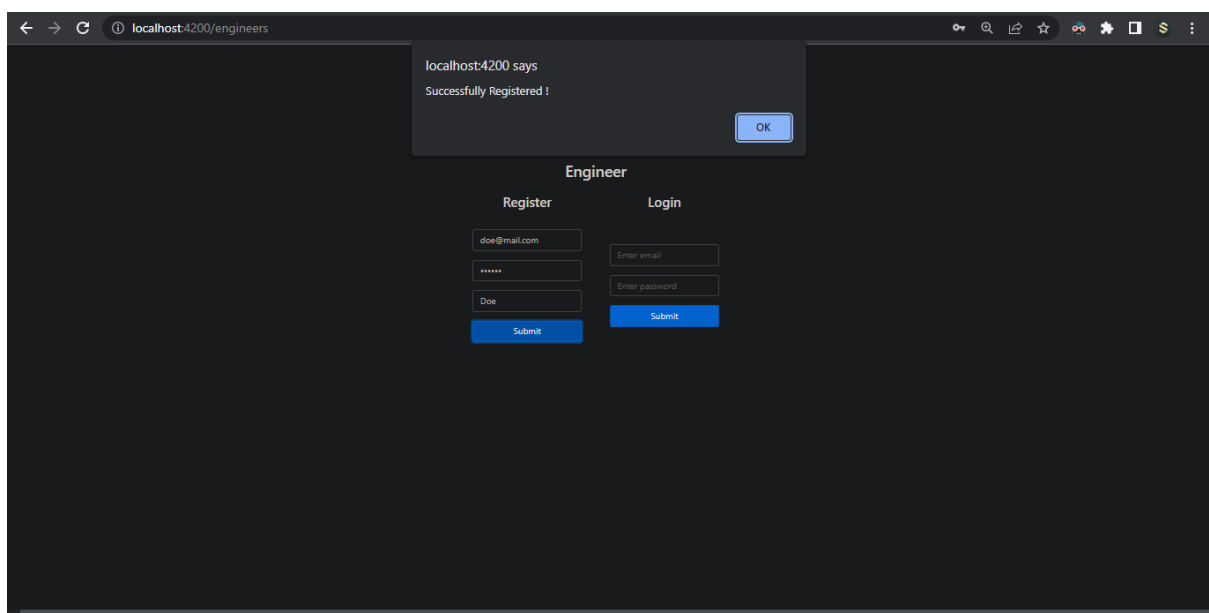 localhost:4200/engineers
localhost:4200 says
Successfully Registered !
OK
Engineer
Register
Login
doe@mail.com
Enter email
••••••
Enter password
Doe
Submit
Submit